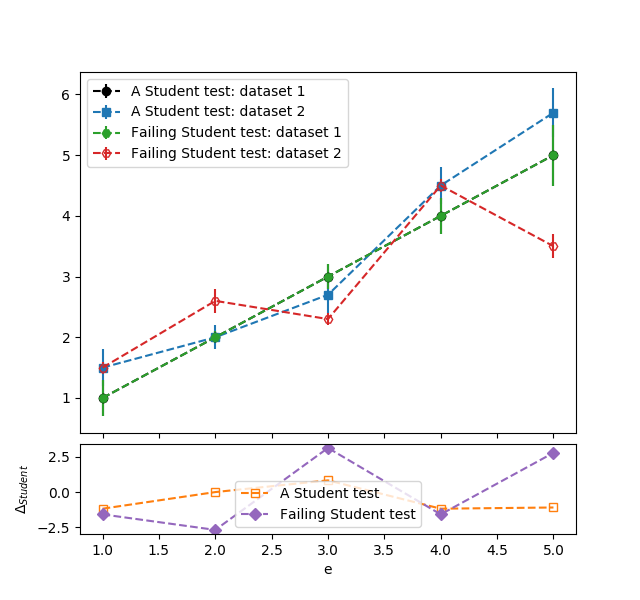 6
5
4
3
2
1
A Student test: dataset 1
A Student test: dataset 2
Failing Student test: dataset 1
Failing Student test: dataset 2
2.5
0.0
−2.5
ΔStudent
A Student test
Failing Student test
1.0 1.5 2.0 2.5 3.0 3.5 4.0 4.5 5.0
e